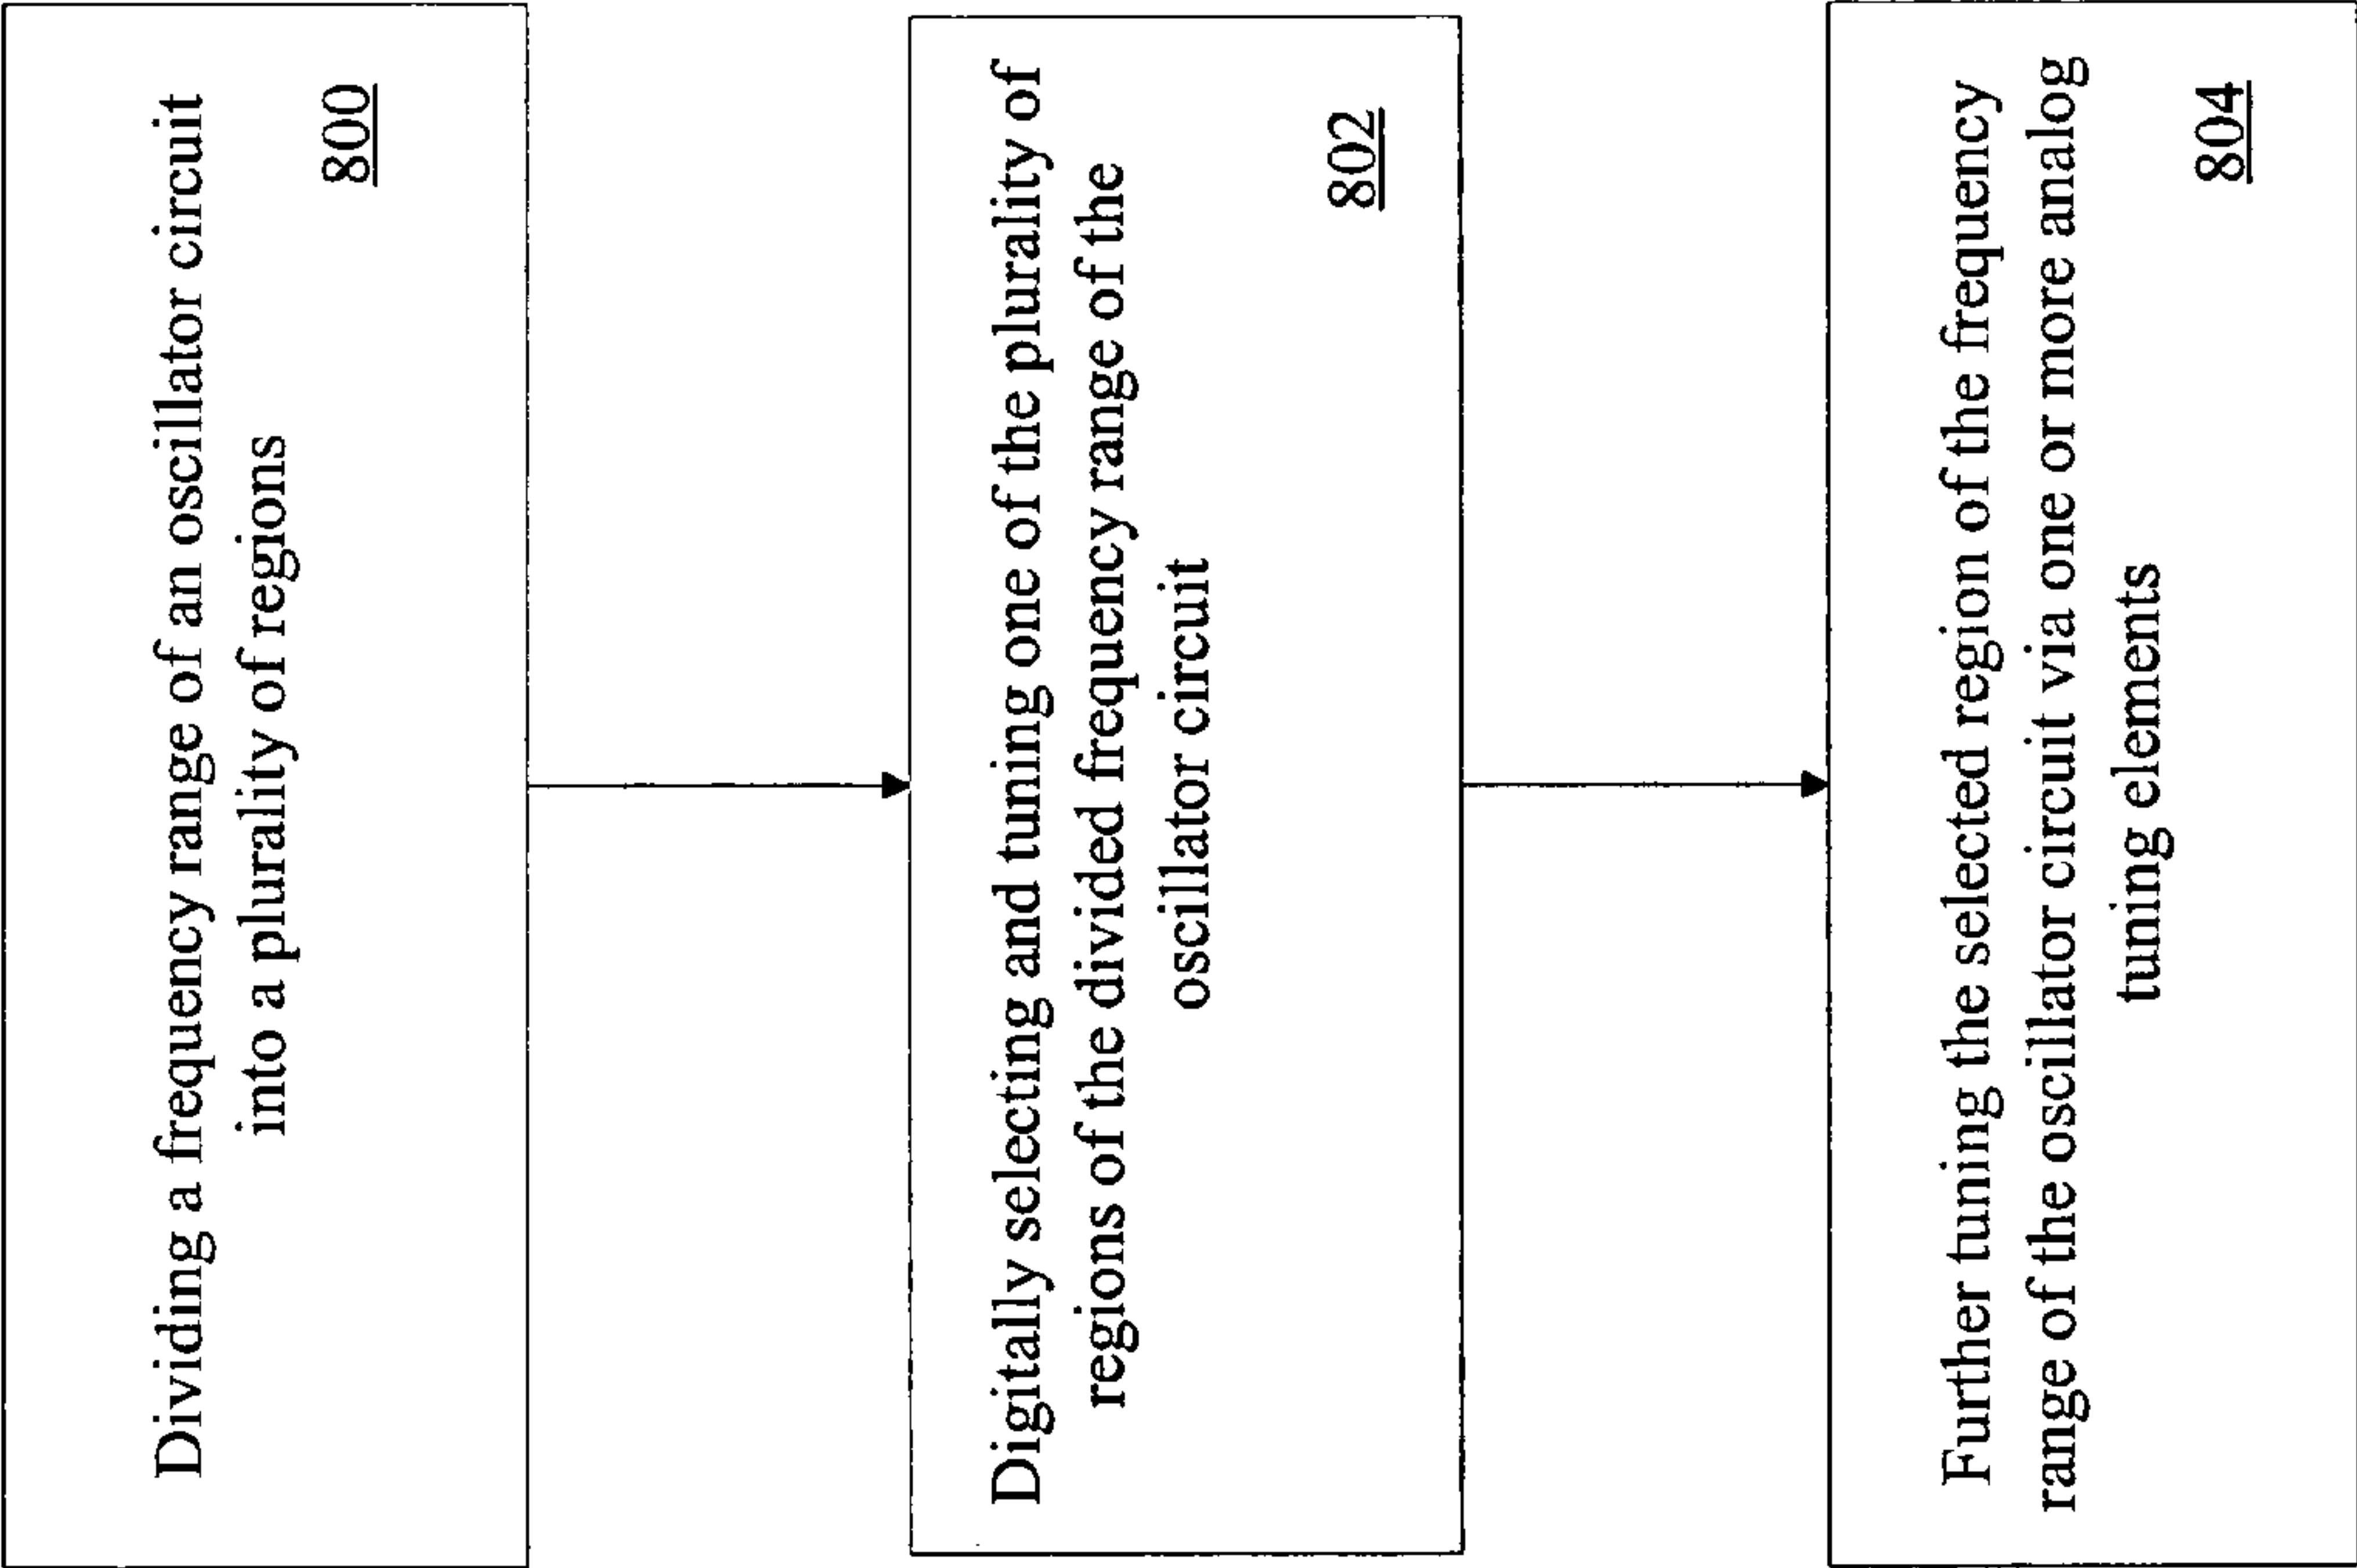 Dividing a frequency range of an oscillator circuit
into a plurality of regions
800
Digitally selecting and tuning one of the plurality of
regions of the divided frequency range of the
oscillator circuit
802
Further tuning the selected region of the frequency
range of the oscillator circuit via one or more analog
tuning elements
804